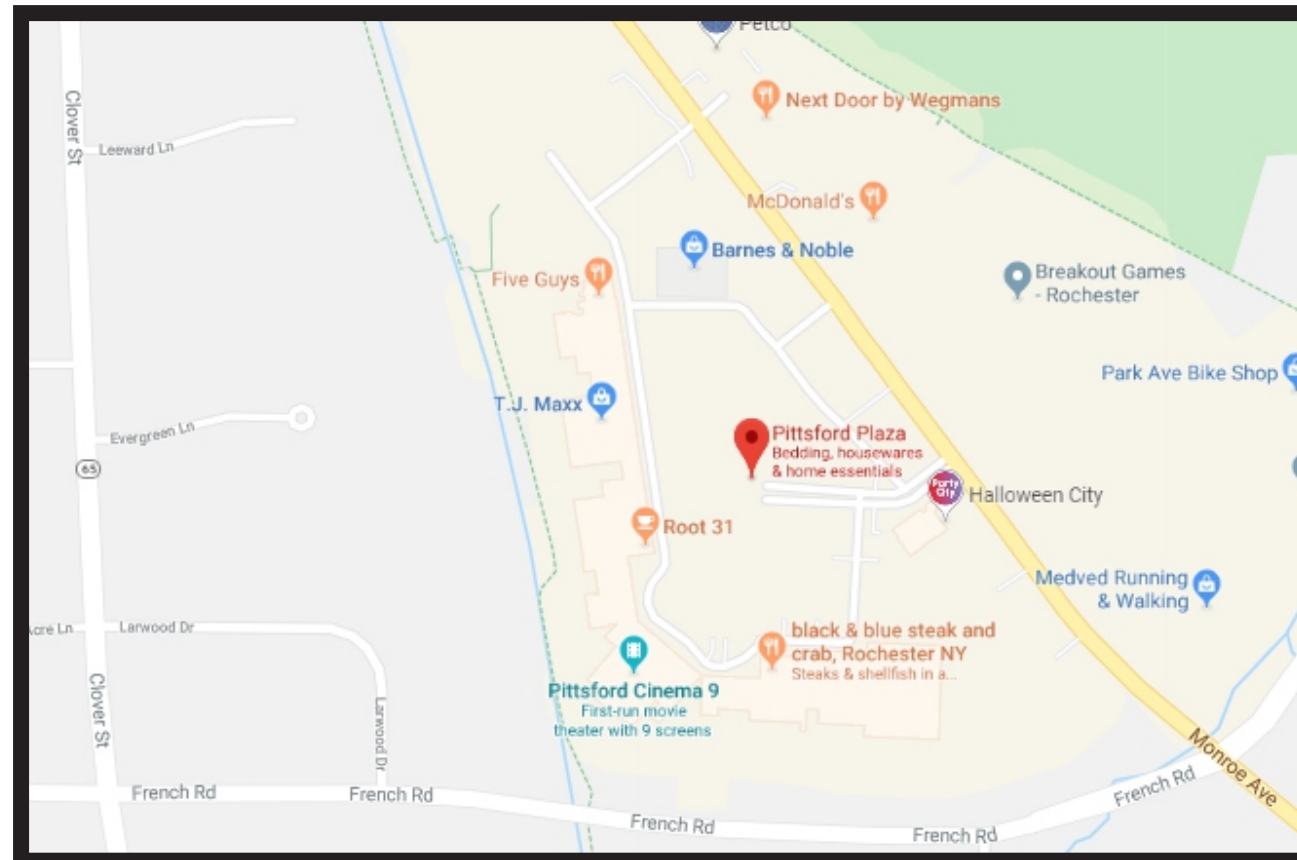 Petco
Next Door by Wegmans
Clover St
Leeward Ln
McDonald's
Barnes & Noble
Five Guys
Breakout Games
- Rochester
Park Ave Bike Shop
T.J. Maxx
Evergreen Ln
65
Pittsford Plaza
Bedding, housewares
& home essentials
Party
City
Halloween City
Root 31
Medved Running
& Walking
Acre Ln
Larwood Dr
black & blue steak and
crab, Rochester NY
Steaks & shellfish in a...
Pittsford Cinema 9
First-run movie
theater with 9 screens
Clover St
Larwood Dr
Monroe Ave
French Rd
French Rd
French Rd
French Rd
French Rd